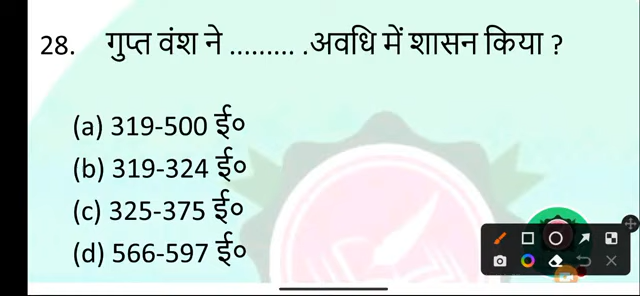 28. गुप्त वंश ने ......... .अवधि में शासन किया ?
(a) 319-500 ई०
(b) 319-324 ई०
(c) 325-375 ई०
(d) 566-597 ई०